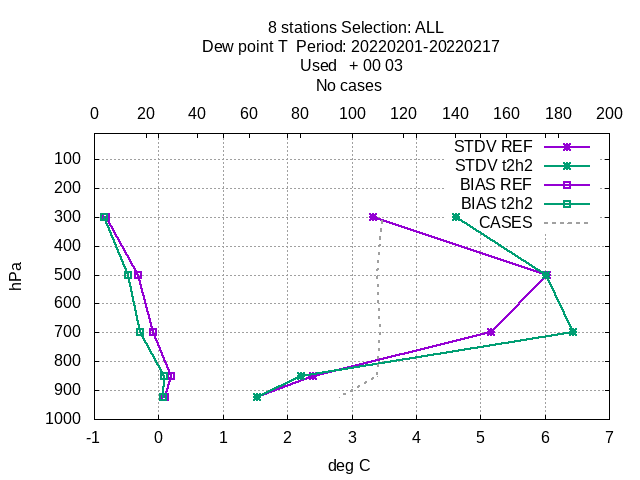 8 stations Selection: ALL
Dew point T  Period: 20220201-20220217
Used   + 00 03
No cases
0 20 40 60 80 100 120 140 160 180 200
STDV REF
STDV t2h2
BIAS REF
BIAS t2h2
CASES
100
200
300
400
500
600
700
800
900
1000
hPa
-1 0 1 2 3 4 5 6 7
deg C